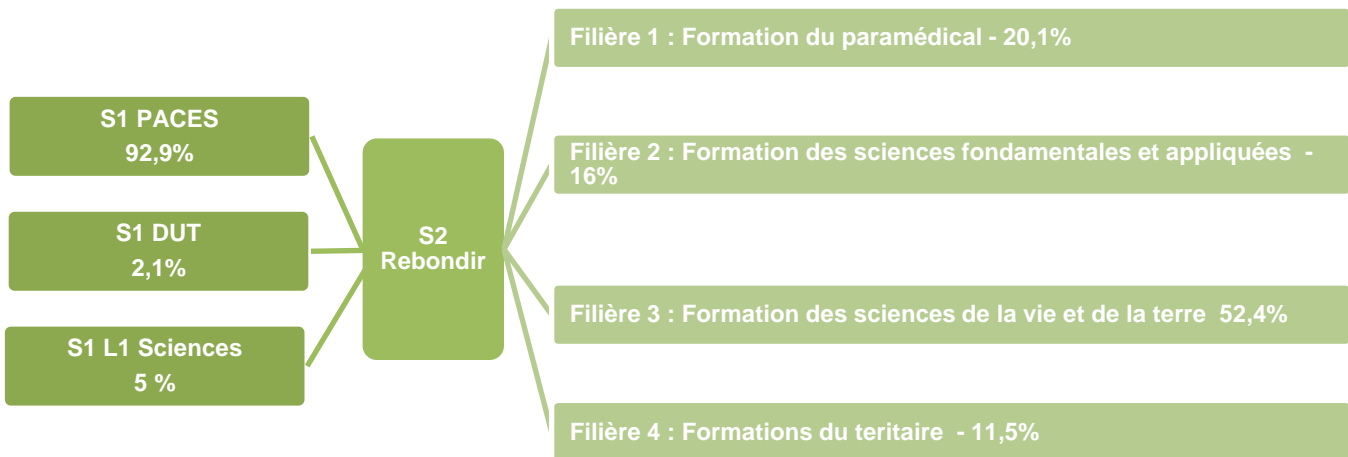 S1 PACES
92,9%
S1 DUT
2,1%
S1 L1 Sciences
5 %
S2
Rebondir
Filière 1 : Formation du paramédical - 20,1%
Filière 2 : Formation des sciences fondamentales et appliquées -
16%
Filière 3 : Formation des sciences de la vie et de la terre 52,4%
Filière 4 : Formations du teritaire - 11,5%